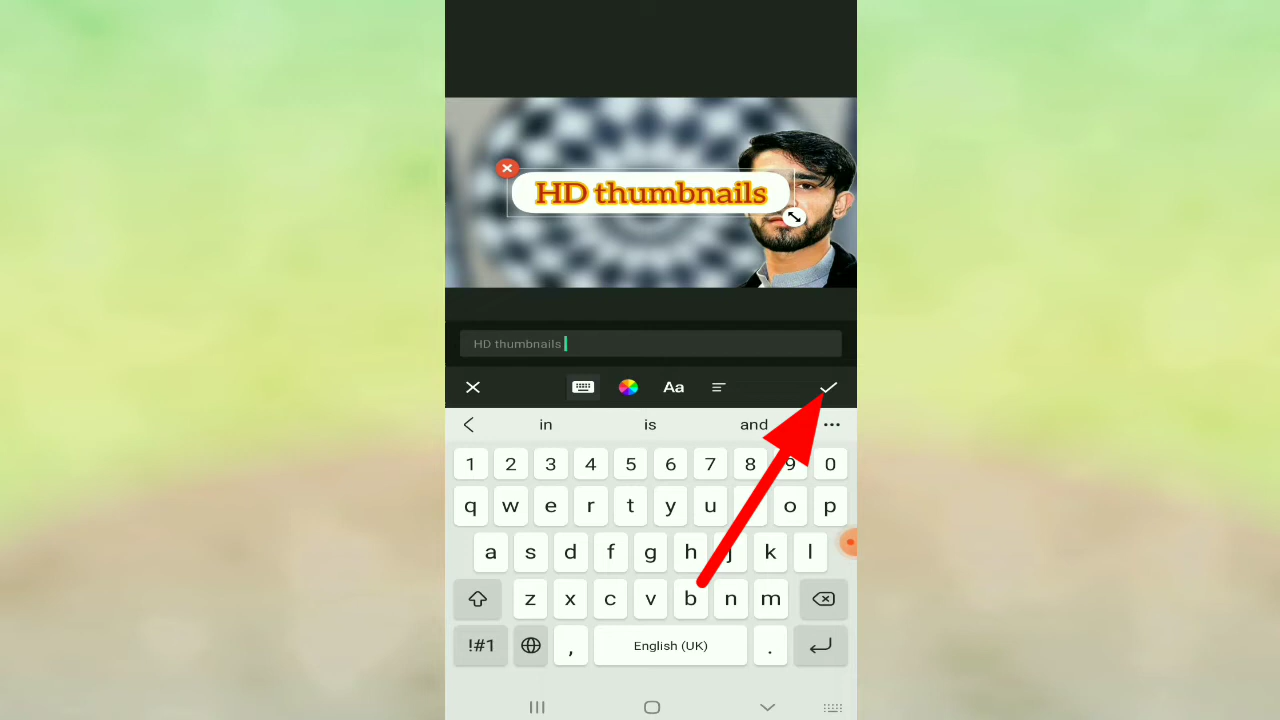 HD thumbnails
HD thumbnails
Aa
in is and
1 2 3 4 5 6 7 8 9 0
q w e r t y u o p
a s d f g h j k l
z x c v b n m
!#1 , English (UK) .